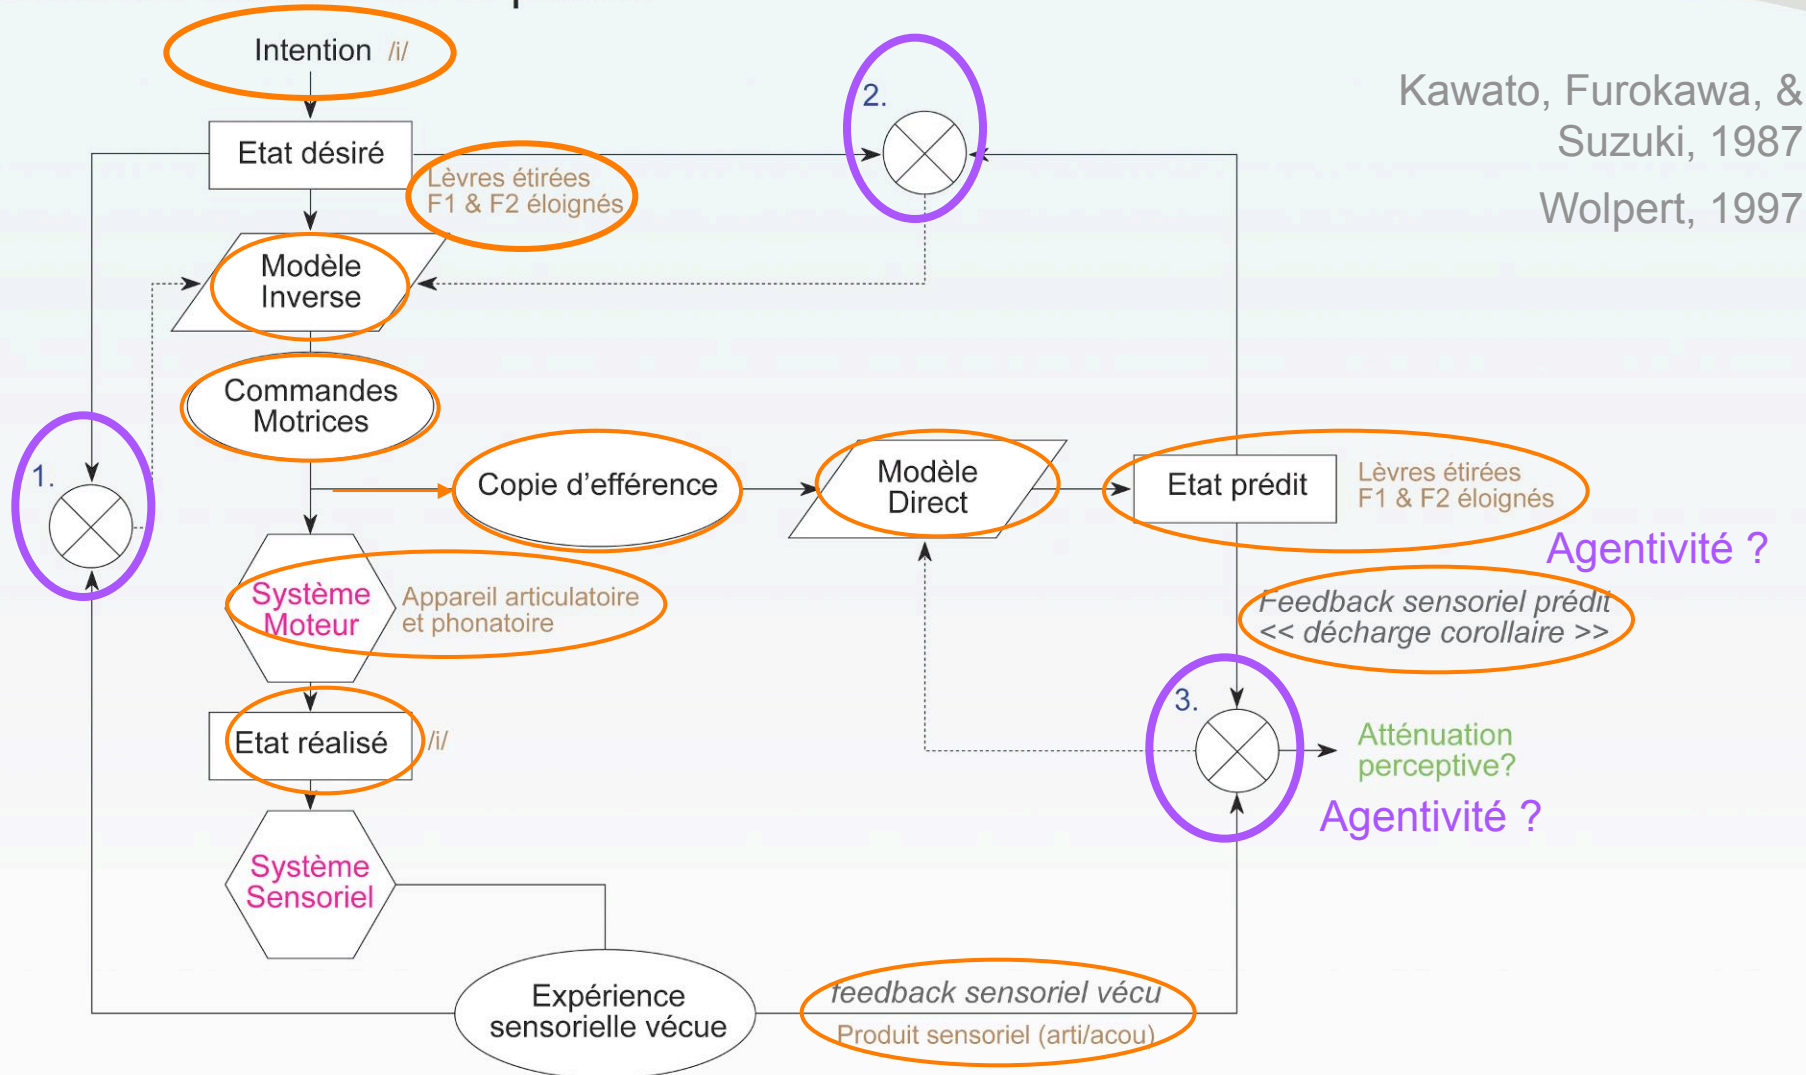 Intention /i/
2.
Kawato, Furokawa, &
Suzuki, 1987
Wolpert, 1997
Etat désiré
Lèvres étirées
F1 & F2 éloignés
Modèle
Inverse
Commandes
Motrices
1.
Copie d'efférence
Modèle
Direct
Etat prédit
Lèvres étirées
F1 & F2 éloignés
Agentivité ?
Système
Moteur
Appareil articulatoire
et phonatoire
Feedback sensoriel prédit
<< décharge corollaire >>
3.
Etat réalisé /i/
Atténuation
perceptive?
Agentivité ?
Système
Sensoriel
Expérience
sensorielle vécue
feedback sensoriel vécu
Produit sensoriel (arti/acou)